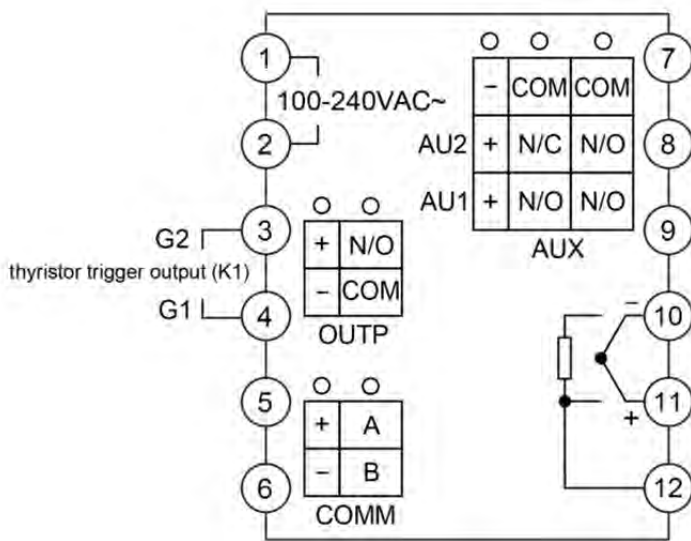 1
100-240VAC~
2
G2
3
thyristor trigger output (K1)
G1
4
+ N/O
− COM
OUTP
5
6
+ A
− B
COMM
− COM COM
AU2 + N/C N/O
AU1 + N/O N/O
AUX
7
8
9
− 10
+ 11
12